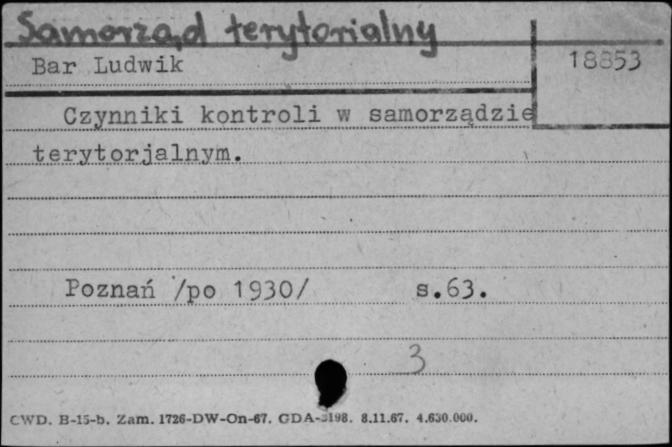 Samorząd terytorialny
Bar Ludwik
18853
Czynniki kontroli w samorządzie
terytorjalnym.
Poznań /po 1930/ s.63.
3
CWD. B-15-b. Zam. 1726-DW-On-67. GDA-3198. 8.11.67. 4.630.000.